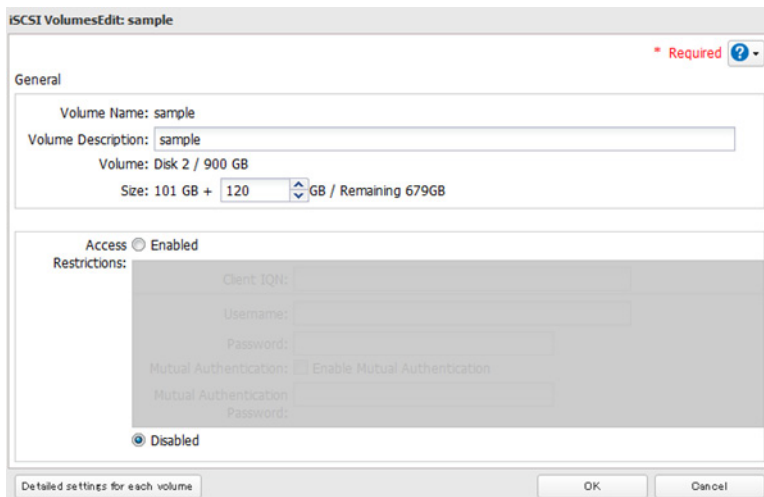 iSCSI VolumesEdit: sample
* Required ?
General
Volume Name: sample
Volume Description: sample
Volume: Disk 2 / 900 GB
Size: 101 GB + 120 GB / Remaining 679GB
Access Restrictions: Enabled
Client IQN:
Username:
Password:
Mutual Authentication: Enable Mutual Authentication
Mutual Authentication Password:
Disabled
Detailed settings for each volume OK Cancel